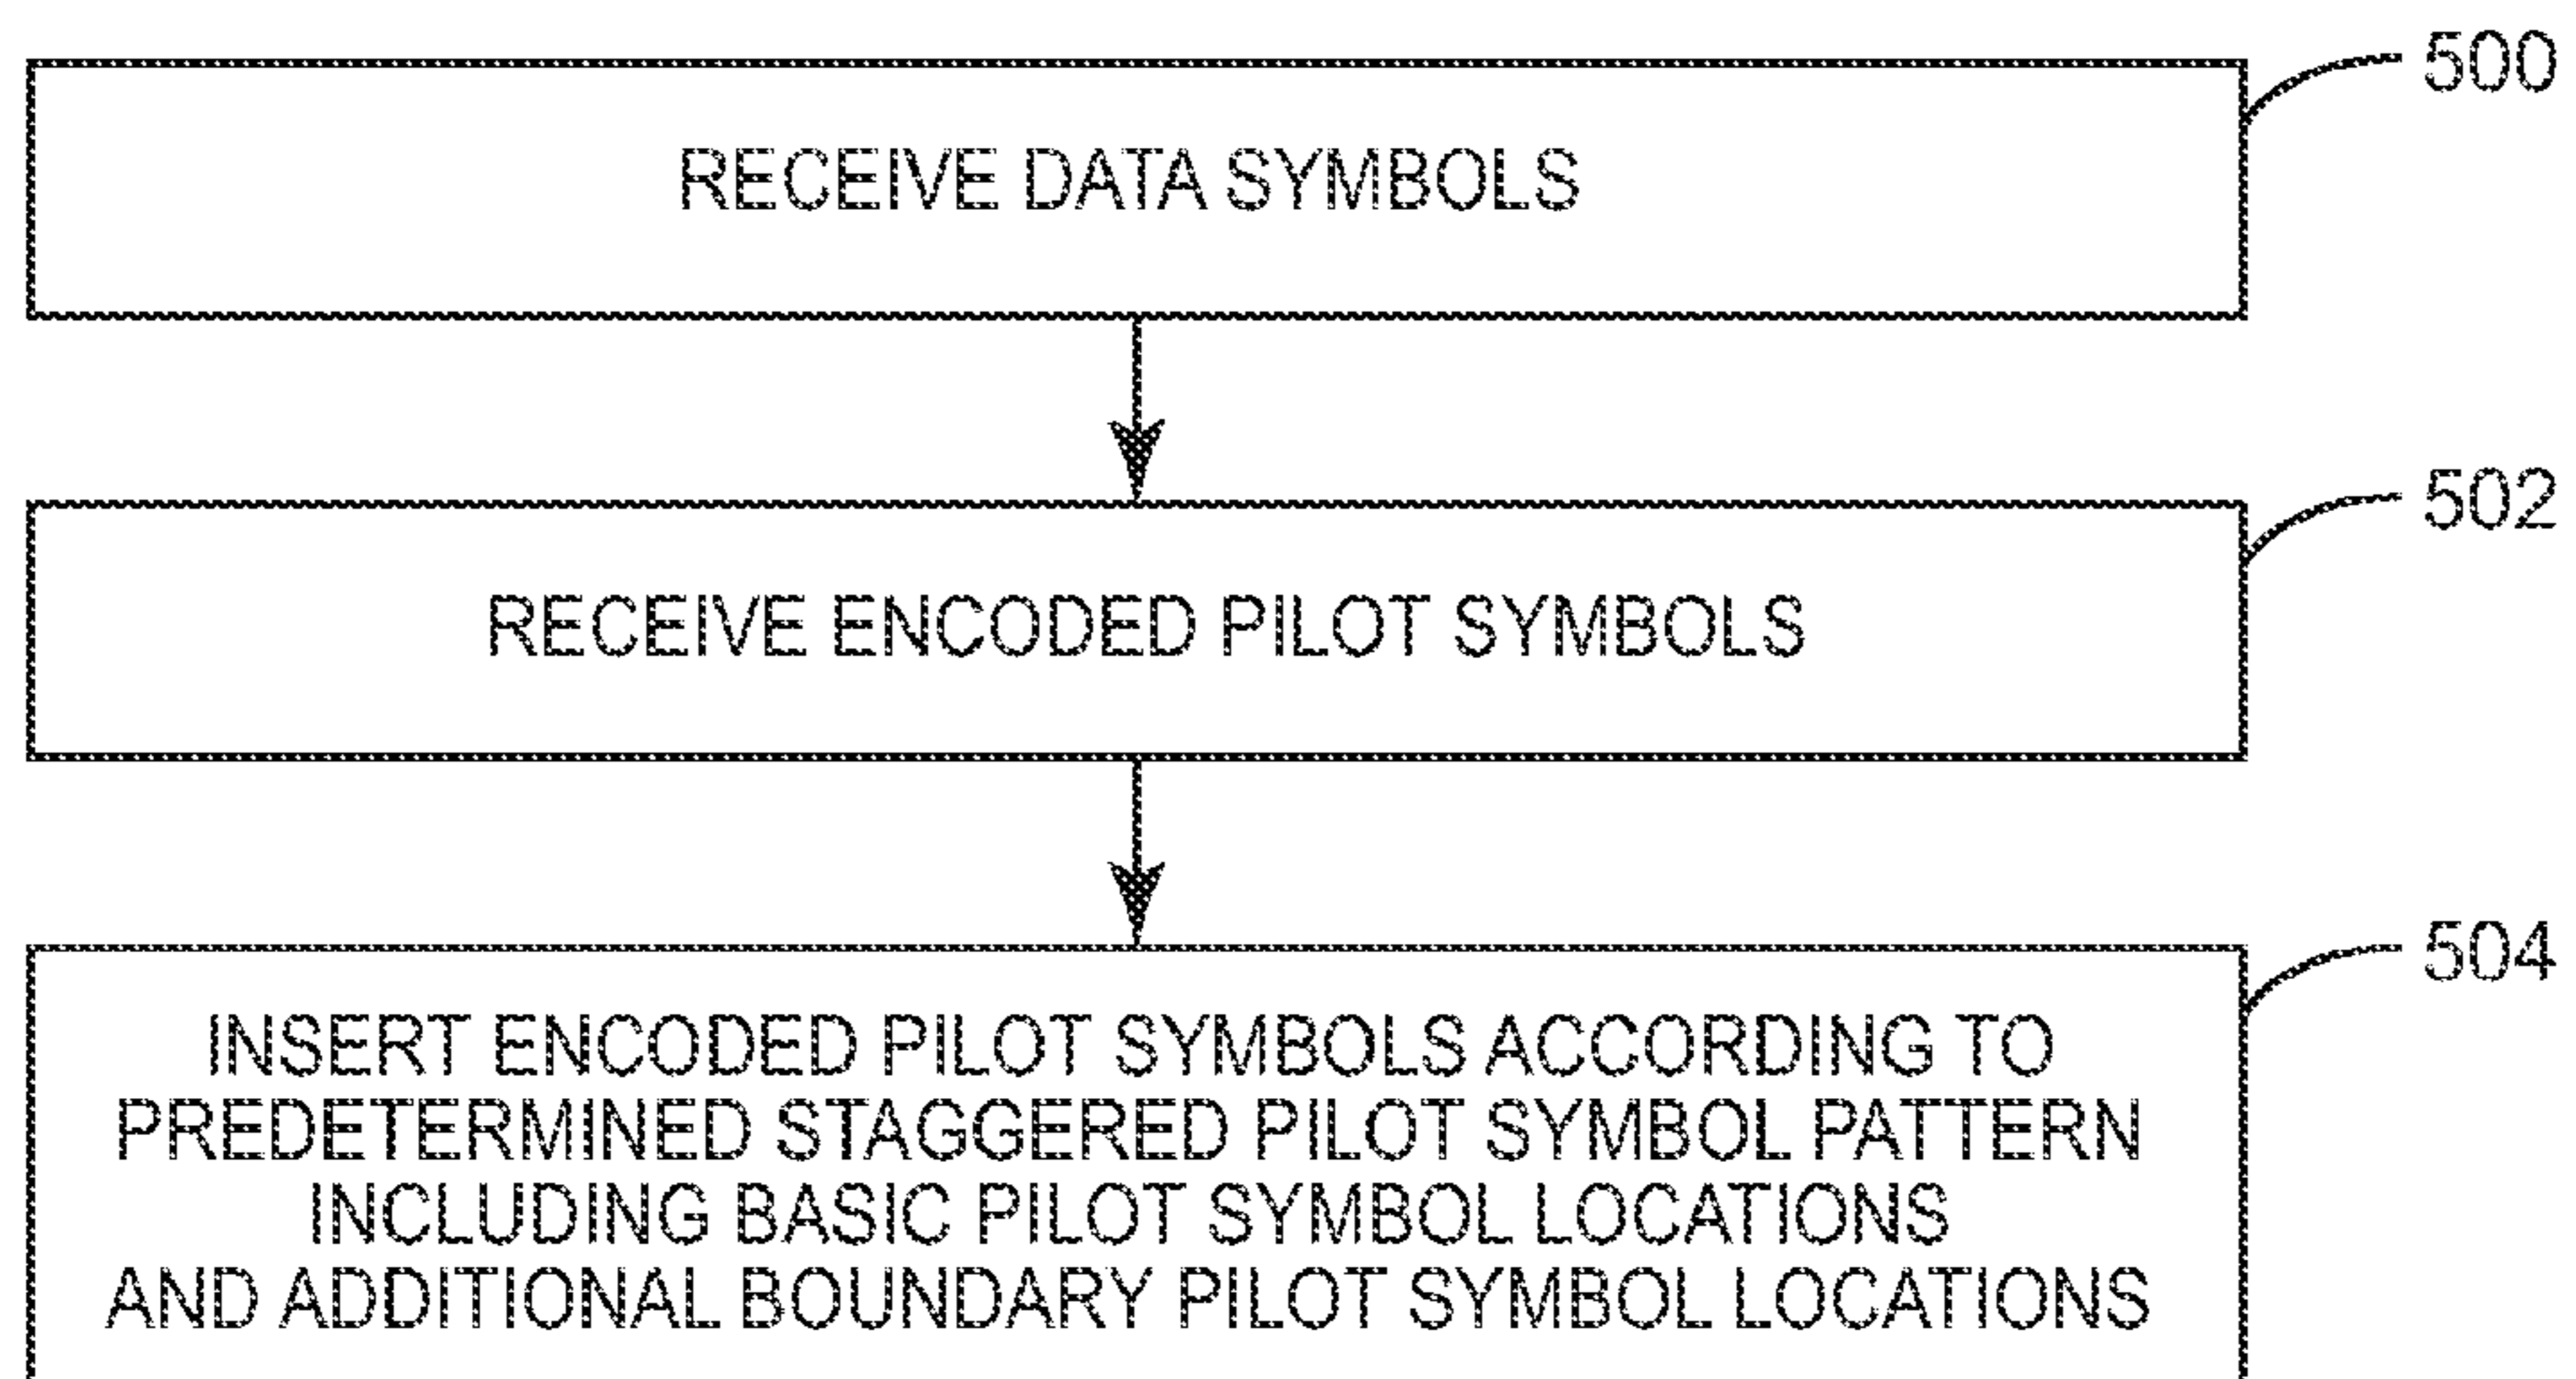 500
RECEIVE DATA SYMBOLS
502
RECEIVE ENCODED PILOT SYMBOLS
504
INSERT ENCODED PILOT SYMBOLS ACCORDING TO
PREDETERMINED STAGGERED PILOT SYMBOL PATTERN
INCLUDING BASIC PILOT SYMBOL LOCATIONS
AND ADDITIONAL BOUNDARY PILOT SYMBOL LOCATIONS